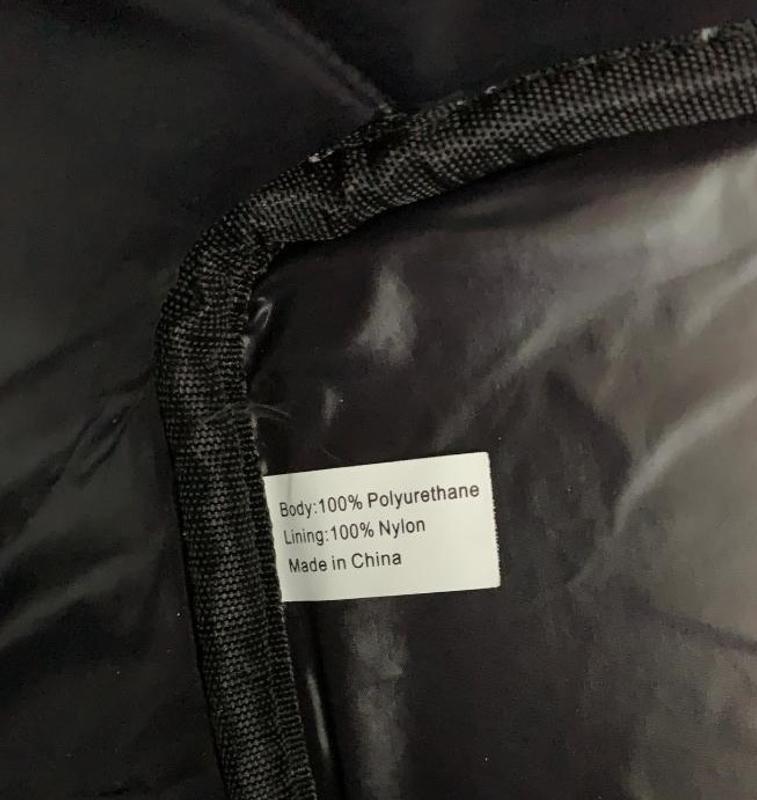 Body:100% Polyurethane
Lining:100% Nylon
Made in China